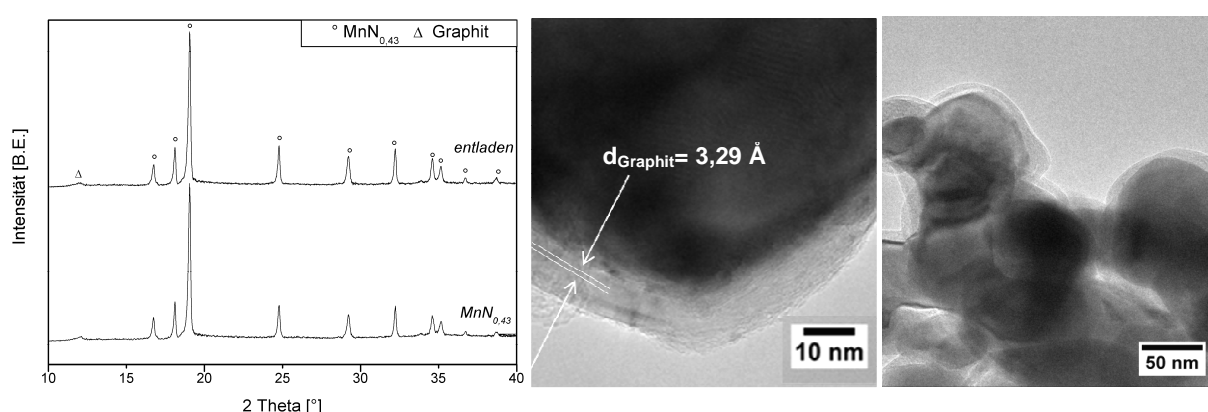 ° MnN0,43 Δ Graphit
Intensität [B.E.]
entladen
MnN0,43
10 15 20 25 30 35 40
2 Theta [°]
dGraphit= 3,29 Å
10 nm
50 nm